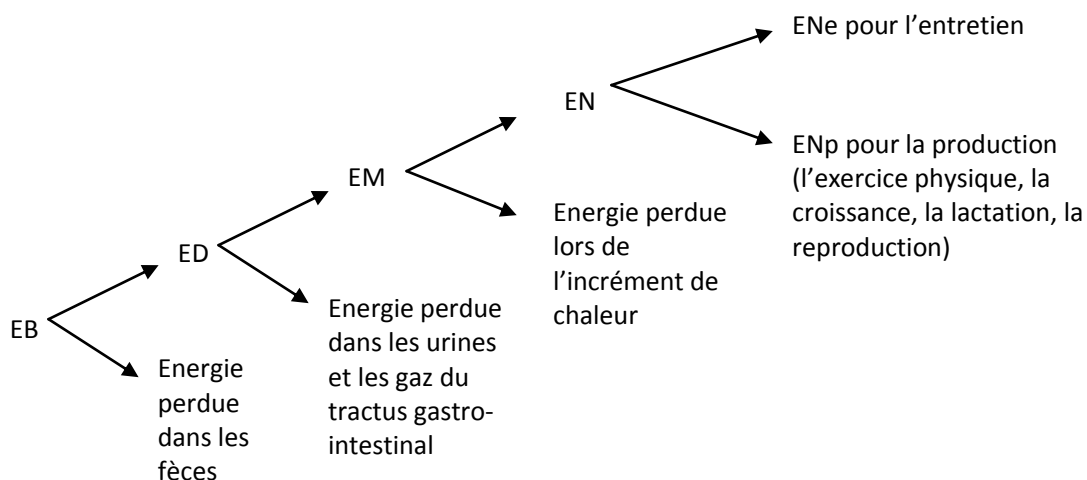 ENe pour l’entretien
EN
ENp pour la production
(l’exercice physique, la
croissance, la lactation, la
reproduction)
EM
Energie perdue
lors de
l’incrément de
chaleur
ED
Energie perdue
dans les urines
et les gaz du
tractus gastro-
intestinal
EB
Energie
perdue
dans les
fèces